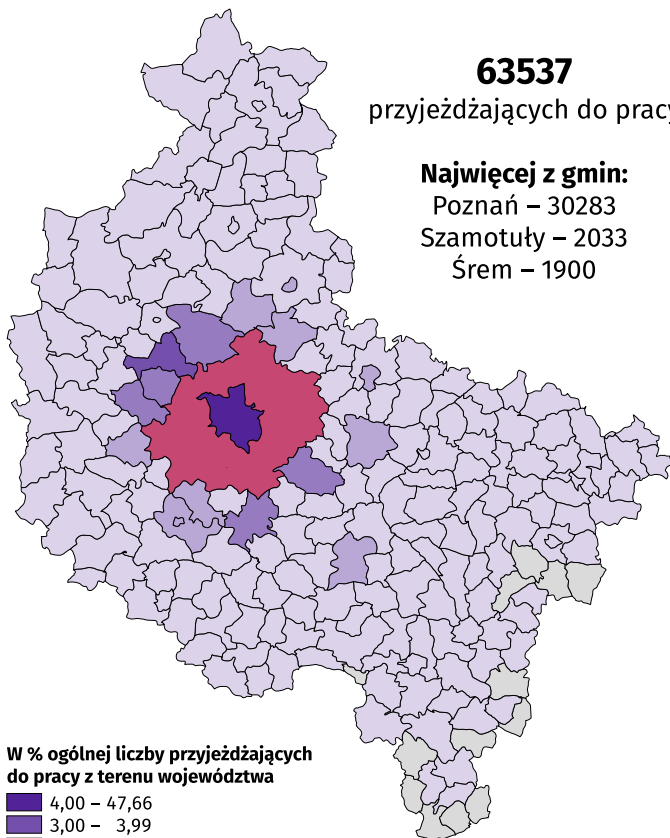 63537
przyjeżdżających do pracy
Najwięcej z gmin:
Poznań – 30283
Szamotuły – 2033
Śrem – 1900
W % ogólnej liczby przyjeżdżających
do pracy z terenu województwa
4,00 – 47,66
3,00 – 3,99